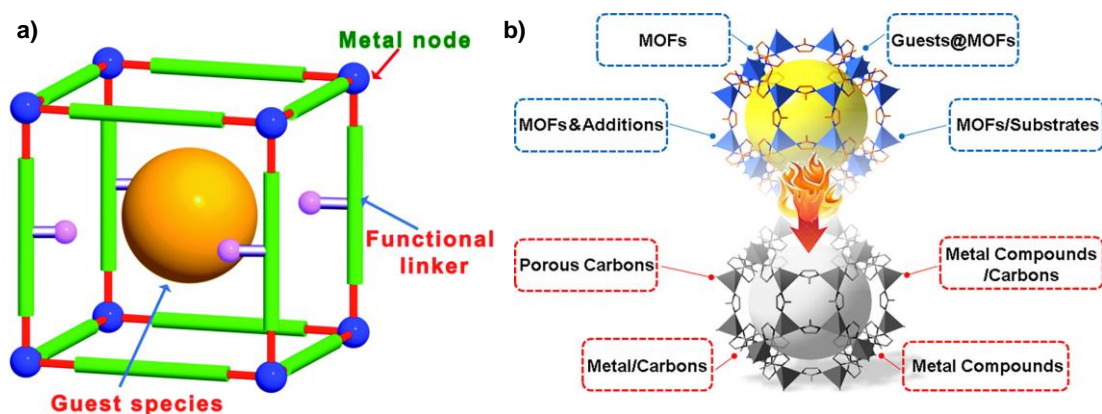 a)
Metal node
Functional
linker
Guest species
b)
MOFs
Guests@MOFs
MOFs&Additions
MOFs/Substrates
Porous Carbons
Metal Compounds
/Carbons
Metal/Carbons
Metal Compounds